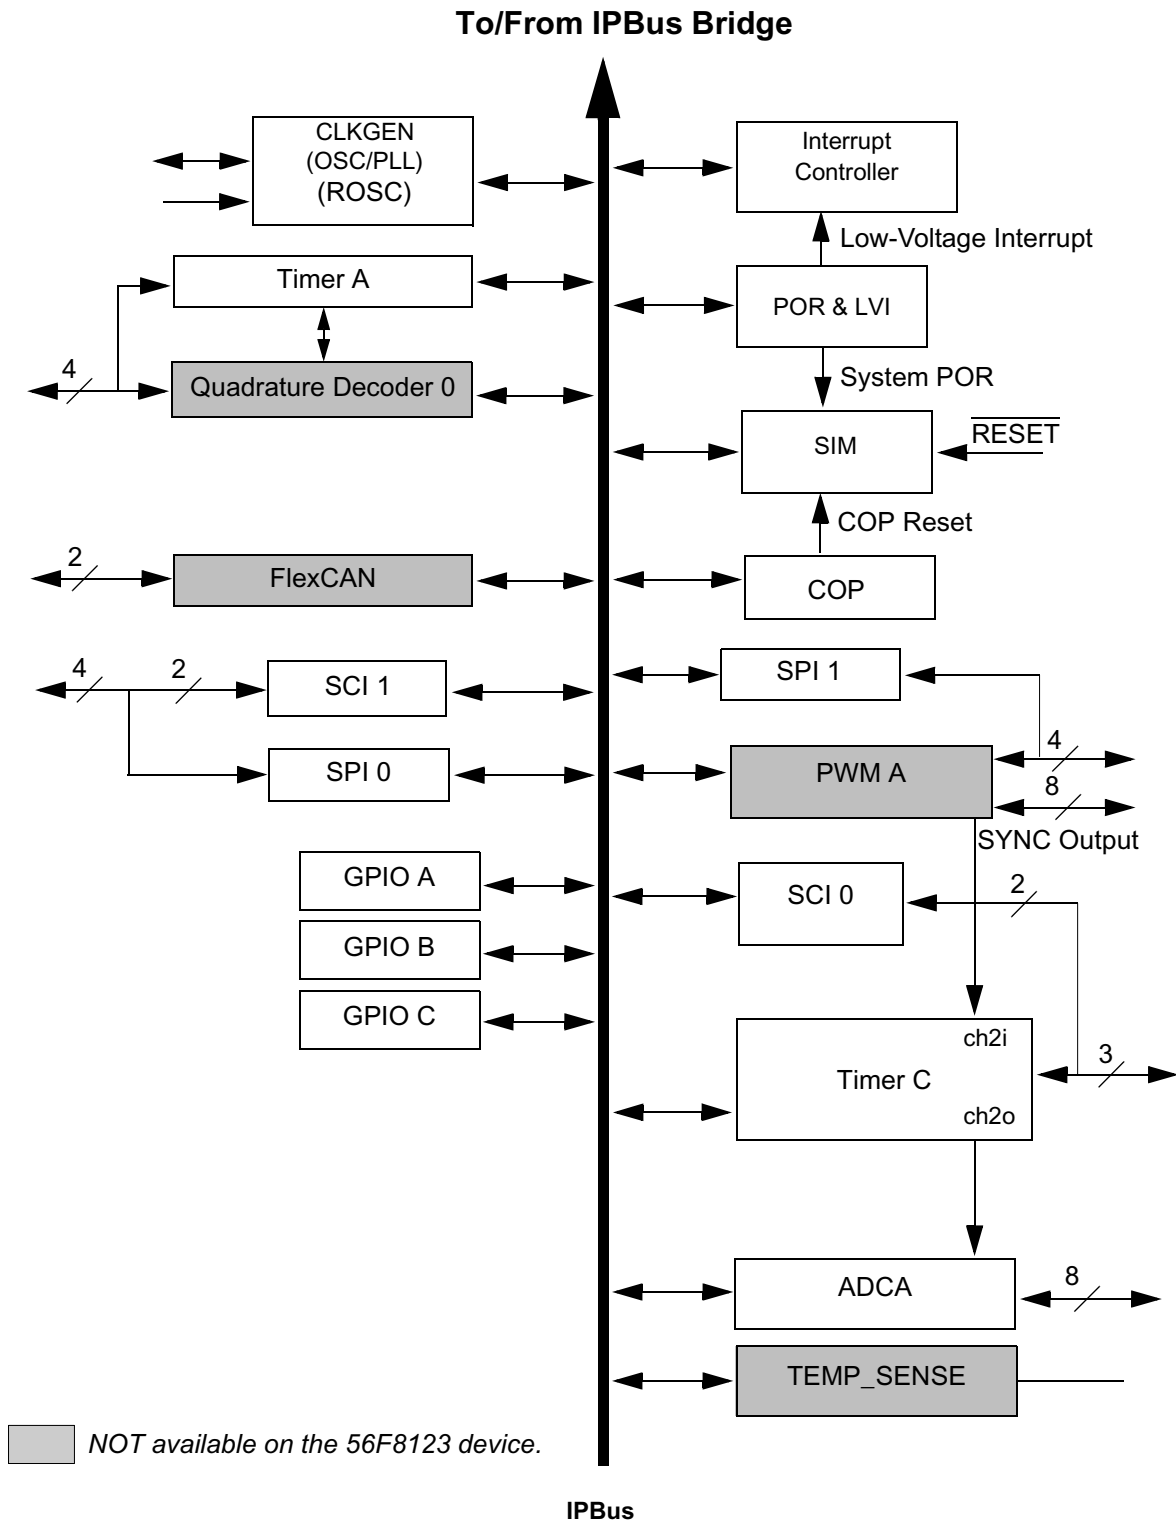 To/From IPBus Bridge
CLKGEN
(OSC/PLL)
(ROSC)
Interrupt
Controller
Low-Voltage Interrupt
Timer A
POR & LVI
4
Quadrature Decoder 0
System POR
SIM
RESET
COP Reset
2
FlexCAN
COP
4
2
SCI 1
SPI 1
SPI 0
PWM A
4
8
SYNC Output
GPIO A
SCI 0
2
GPIO B
GPIO C
ch2i
Timer C
3
ch2o
ADCA
8
TEMP_SENSE
NOT available on the 56F8123 device.
IPBus